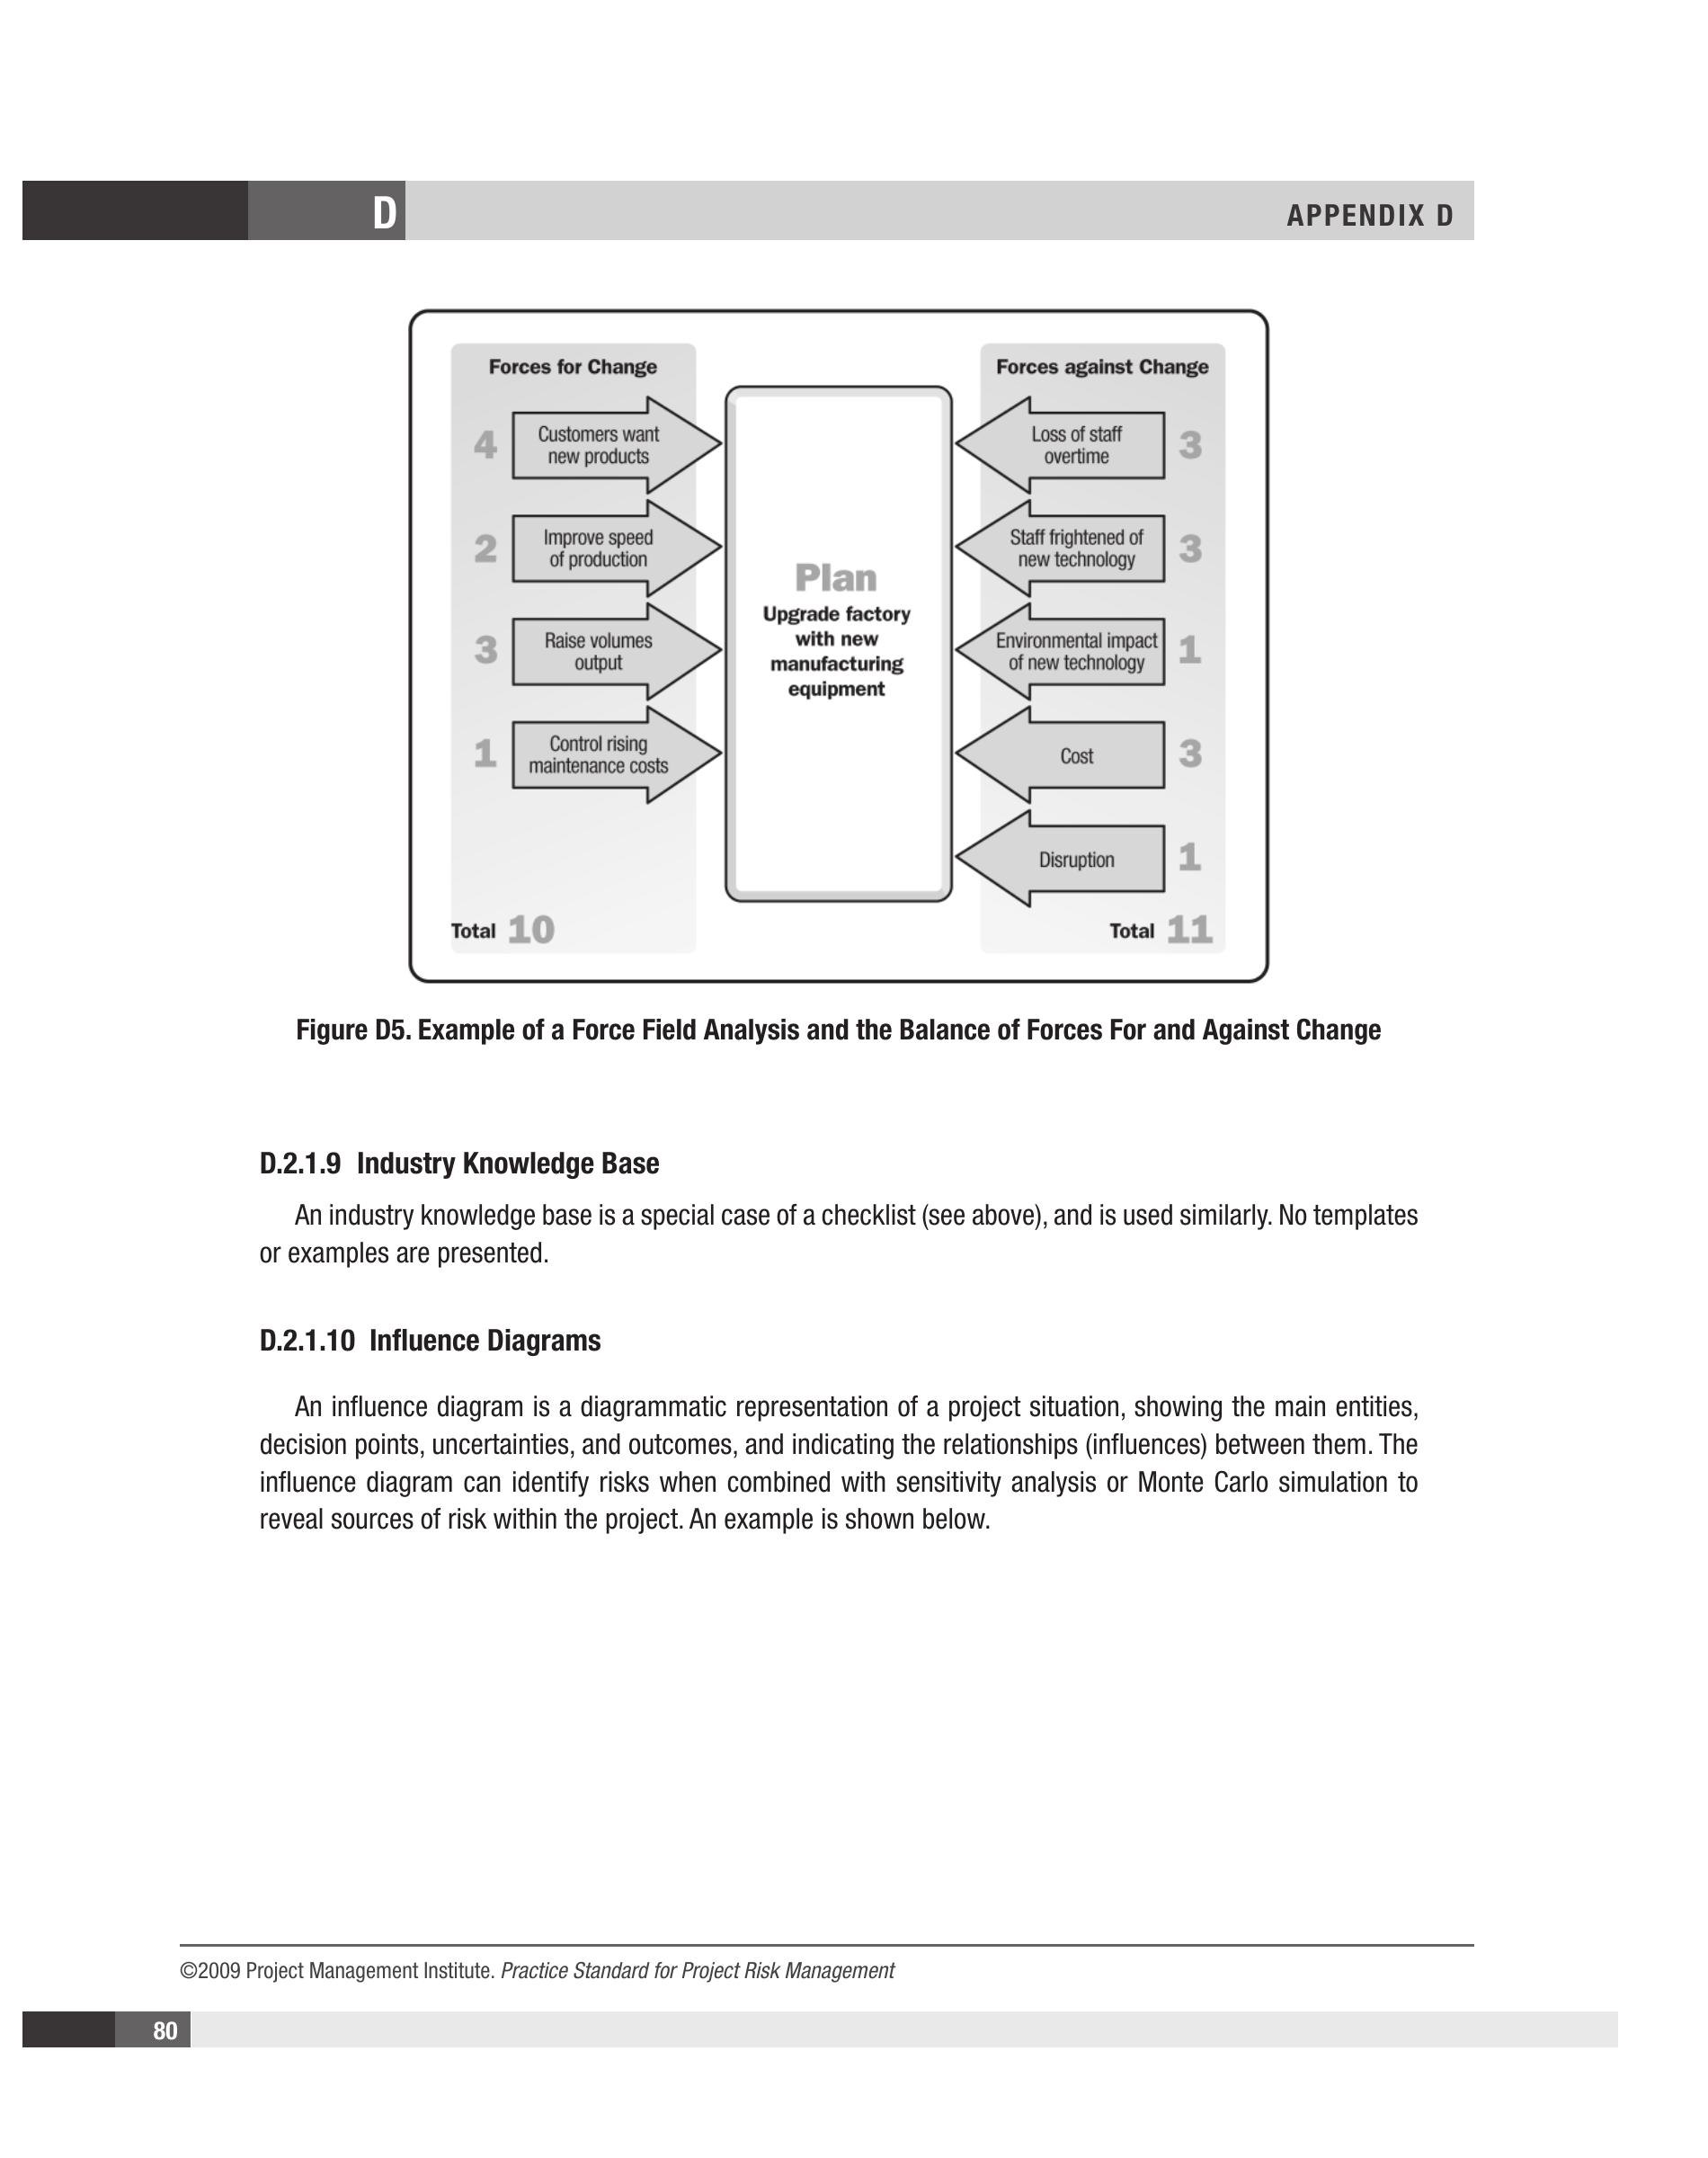 D
APPENDIX D
Forces for Change
4
Customers want
new products
2
Improve speed
of production
3
Raise volumes
output
1
Control rising
maintenance costs
Total 10
Plan
Upgrade factory
with new
manufacturing
equipment
Forces against Change
Loss of staff
overtime
3
Staff frightened of
new technology
3
Environmental impact
of new technology
1
Cost
3
Disruption
1
Total 11
Figure D5. Example of a Force Field Analysis and the Balance of Forces For and Against Change
D.2.1.9 Industry Knowledge Base
An industry knowledge base is a special case of a checklist (see above), and is used similarly. No templates
or examples are presented.
D.2.1.10 Influence Diagrams
An influence diagram is a diagrammatic representation of a project situation, showing the main entities,
decision points, uncertainties, and outcomes, and indicating the relationships (influences) between them. The
influence diagram can identify risks when combined with sensitivity analysis or Monte Carlo simulation to
reveal sources of risk within the project. An example is shown below.
©2009 Project Management Institute. Practice Standard for Project Risk Management
80